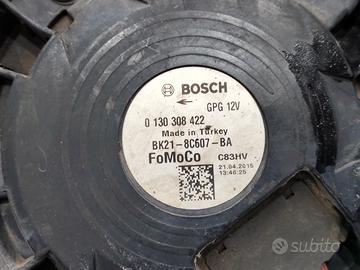 BOSCH
GPG 12V
0 130 308 422
Made in Turkey
BK21-8C607-BA
FoMoCo C83HV
21.04.2015
13:46:25
subito